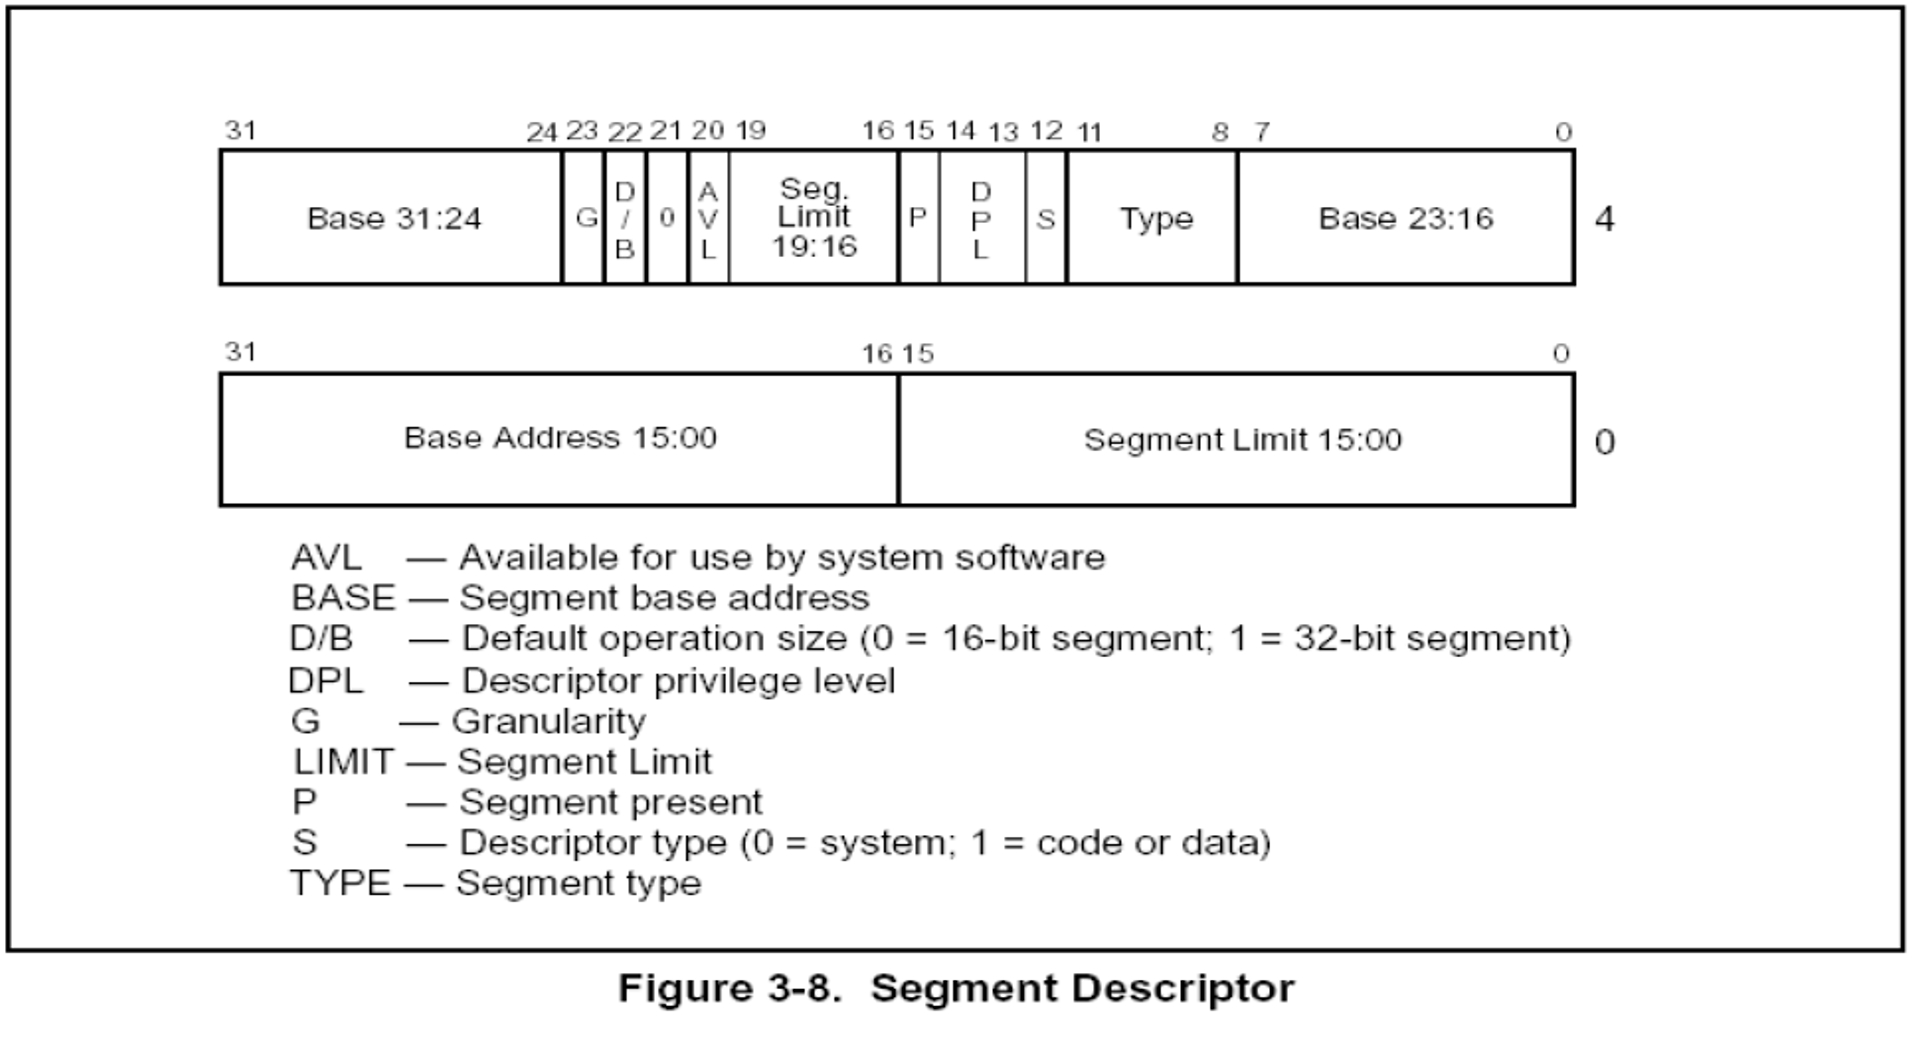 31 24 23 22 21 20 19 16 15 14 13 12 11 8 7 0
Base 31:24 G D/B 0 AVL Seg. Limit 19:16 P DPL S Type Base 23:16 4
31 16 15 0
Base Address 15:00 Segment Limit 15:00 0
AVL — Available for use by system software
BASE — Segment base address
D/B — Default operation size (0 = 16-bit segment; 1 = 32-bit segment)
DPL — Descriptor privilege level
G — Granularity
LIMIT — Segment Limit
P — Segment present
S — Descriptor type (0 = system; 1 = code or data)
TYPE — Segment type
Figure 3-8. Segment Descriptor